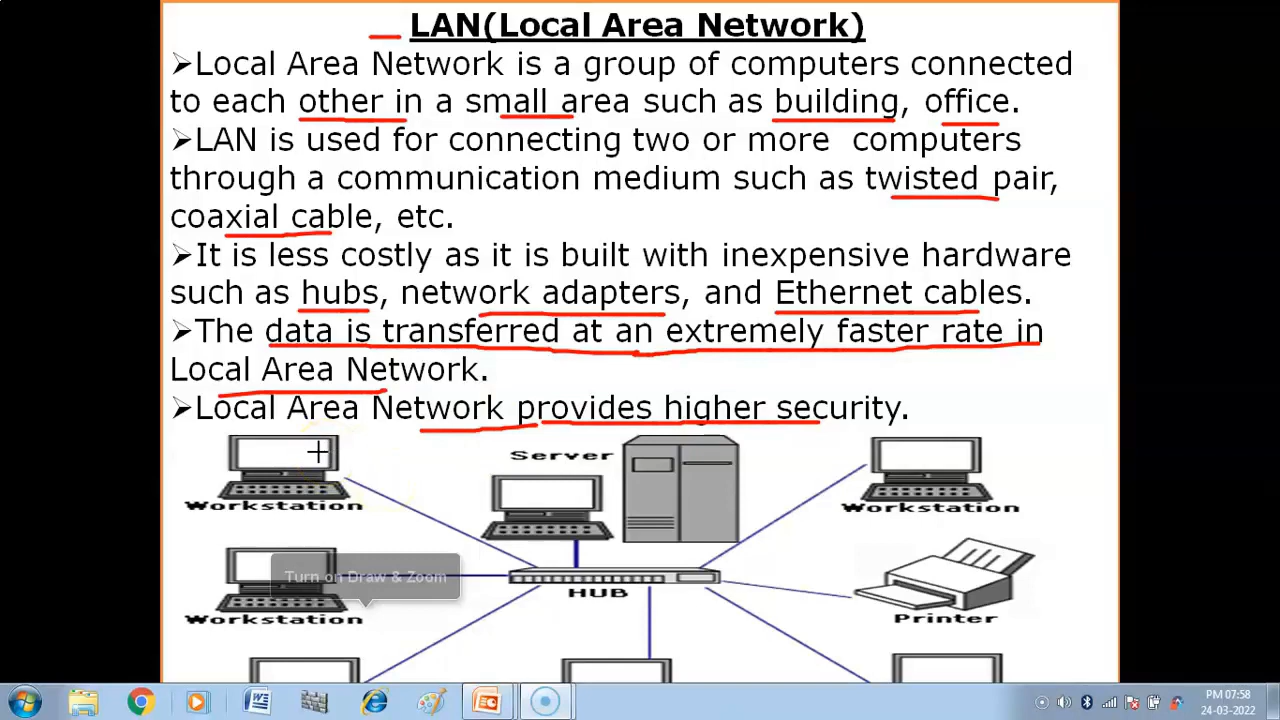 LAN(Local Area Network)
➢Local Area Network is a group of computers connected
to each other in a small area such as building, office.
➢LAN is used for connecting two or more computers
through a communication medium such as twisted pair,
coaxial cable, etc.
➢It is less costly as it is built with inexpensive hardware
such as hubs, network adapters, and Ethernet cables.
➢The data is transferred at an extremely faster rate in
Local Area Network.
➢Local Area Network provides higher security.
Server
Workstation
Workstation
Turn on Draw & Zoom
HUB
Workstation
Printer
PM 07:58
24-03-2022